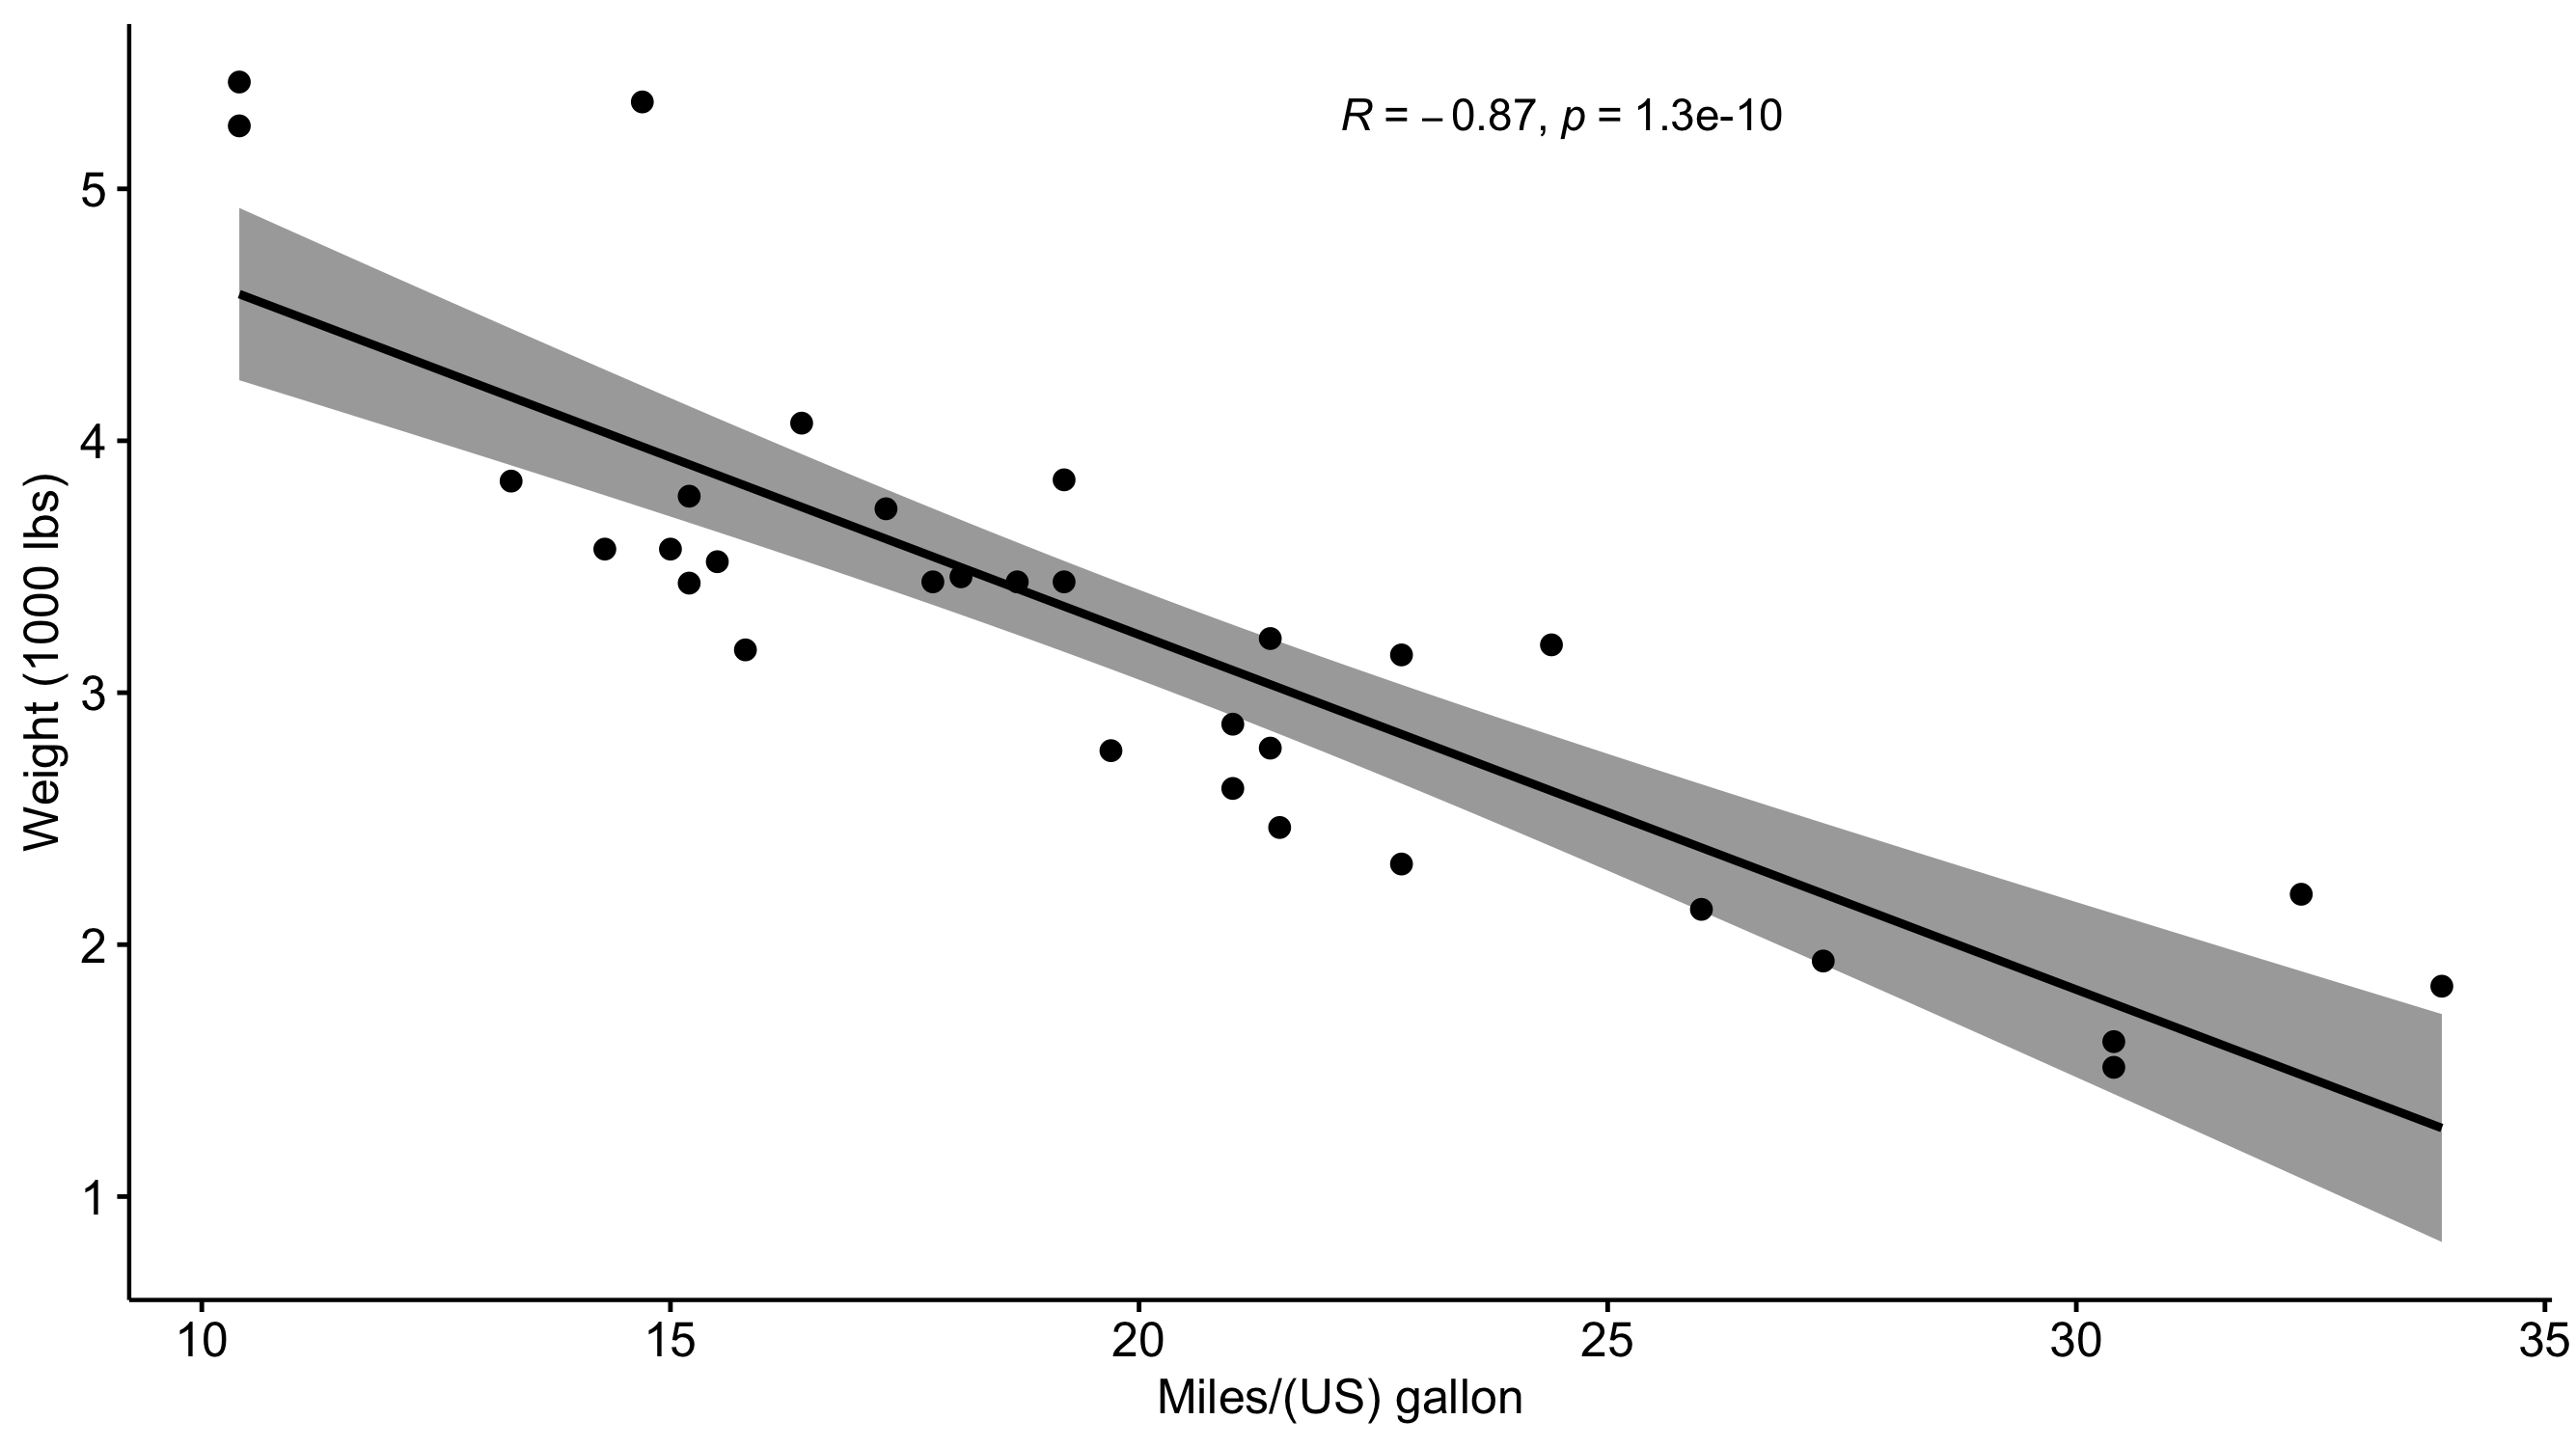 R = – 0.87, p = 1.3e-10
5
4
3
2
1
Weight (1000 lbs)
10 15 20 25 30 35
Miles/(US) gallon